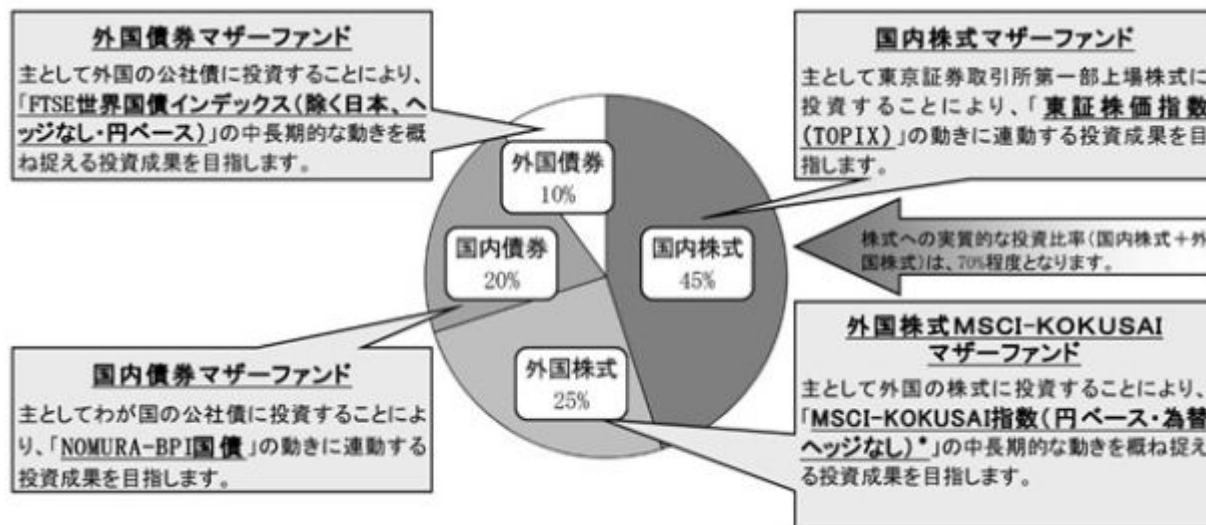 外国債券マザーファンド
主として外国の公社債に投資することにより、
「FTSE世界国債インデックス(除く日本、ヘ
ッジなし・円ベース)」の中長期的な動きを概
ね捉える投資成果を目指します。
国内株式マザーファンド
主として東京証券取引所第一部上場株式に
投資することにより、「東証株価指数
(TOPIX)」の動きに連動する投資成果を目
指します。
外国債券
10%
国内債券
20%
国内株式
45%
外国株式
25%
株式への実質的な投資比率(国内株式+外
国株式)は、70%程度となります。
国内債券マザーファンド
主としてわが国の公社債に投資することによ
り、「NOMURA-BPI国債」の動きに連動する
投資成果を目指します。
外国株式MSCI-KOKUSAI
マザーファンド
主として外国の株式に投資することにより、
「MSCI-KOKUSAI指数(円ベース・為替
ヘッジなし)*」の中長期的な動きを概ね捉え
る投資成果を目指します。